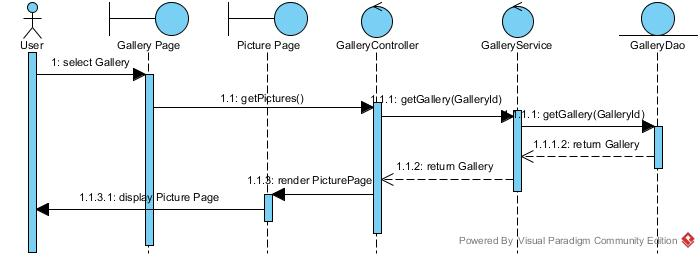 User
Gallery Page
Picture Page
GalleryController
GalleryService
GalleryDao
1: select Gallery
1.1: getPictures()
1.1.1: getGallery(GalleryId)
1.1.1.1: getGallery(GalleryId)
1.1.1.2: return Gallery
1.1.2: return Gallery
1.1.3: render PicturePage
1.1.3.1: display Picture Page
Powered By Visual Paradigm Community Edition